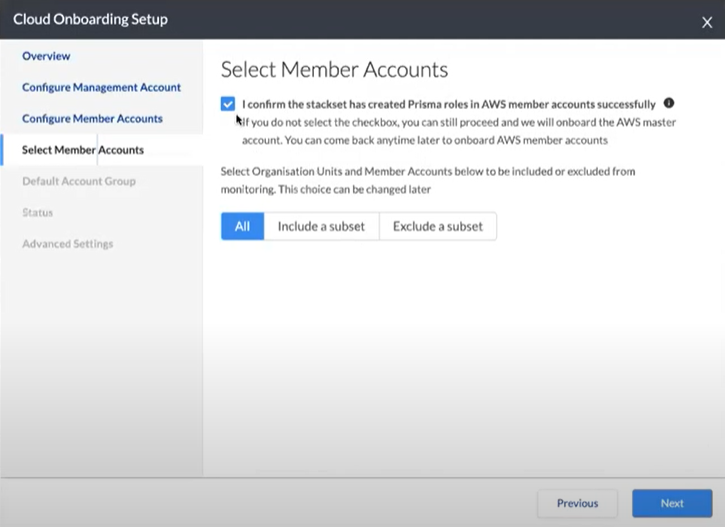 Cloud Onboarding Setup
Overview
Configure Management Account
Configure Member Accounts
Select Member Accounts
Default Account Group
Status
Advanced Settings
Select Member Accounts
I confirm the stackset has created Prisma roles in AWS member accounts successfully
If you do not select the checkbox, you can still proceed and we will onboard the AWS master
account. You can come back anytime later to onboard AWS member accounts
Select Organisation Units and Member Accounts below to be included or excluded from
monitoring. This choice can be changed later
All Include a subset Exclude a subset
Previous Next